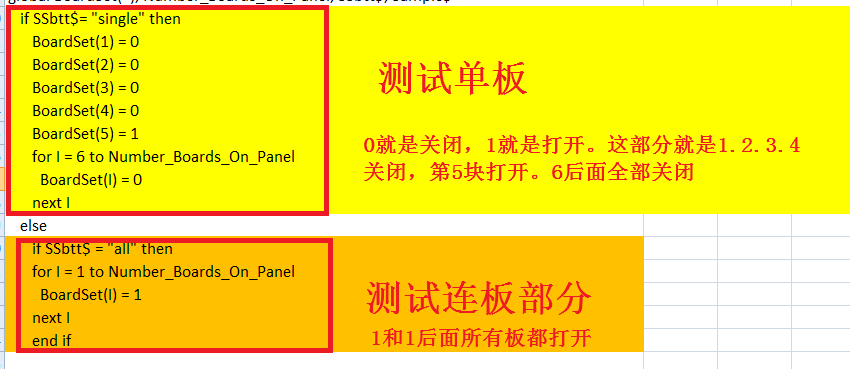 if SSbtt$= "single" then
BoardSet(1) = 0
BoardSet(2) = 0
BoardSet(3) = 0
BoardSet(4) = 0
BoardSet(5) = 1
for I = 6 to Number_Boards_On_Panel
BoardSet(I) = 0
next I
测试单板
0就是关闭，1就是打开。这部分就是1.2.3.4
关闭，第5块打开。6后面全部关闭
else
if SSbtt$ = "all" then
for I = 1 to Number_Boards_On_Panel
BoardSet(I) = 1
next I
end if
测试连板部分
1和1后面所有板都打开